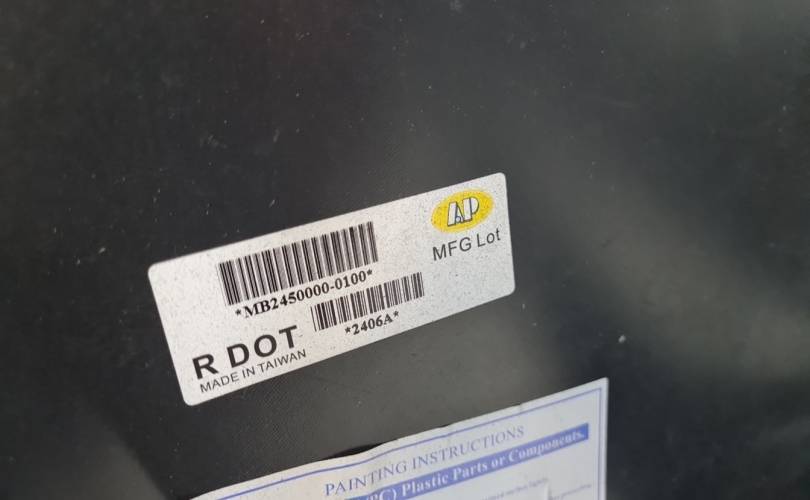 AP
MFG Lot
*MB2450000-0100*
*2406A*
R DOT
MADE IN TAIWAN
PAINTING INSTRUCTIONS
Plastic Parts or Components.